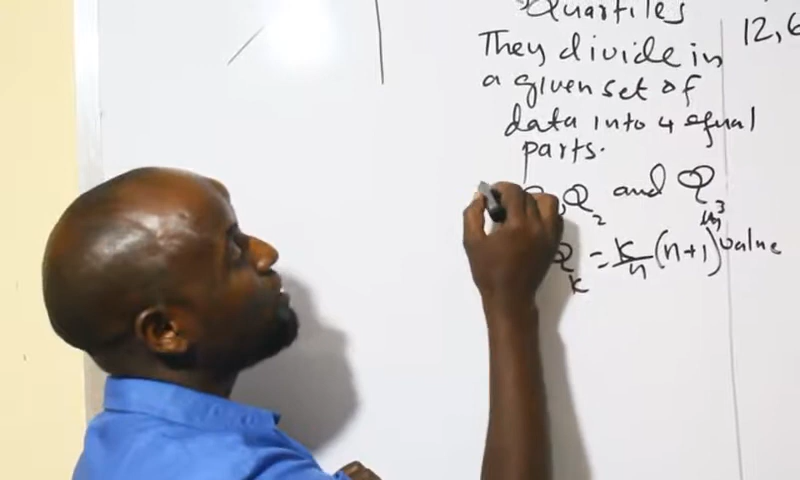 Quartiles
They divide in
a given set of
data into 4 equal
parts.
Q₂ and Q₃
Qₖ = k/n (n+1)ᵗʰ value
12, 6